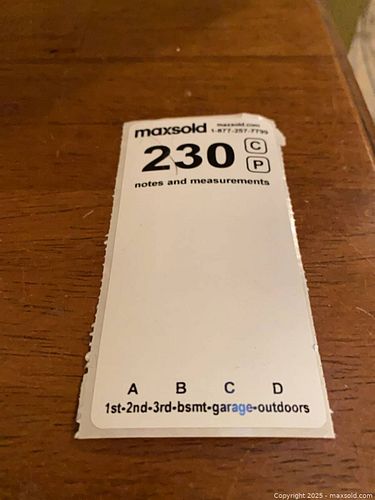 maxsold
maxsold.com
1-877-257-7799
230
C
P
notes and measurements
A B C D
1st-2nd-3rd-bsmt-garage-outdoors
Copyright 2025 - maxsold.com